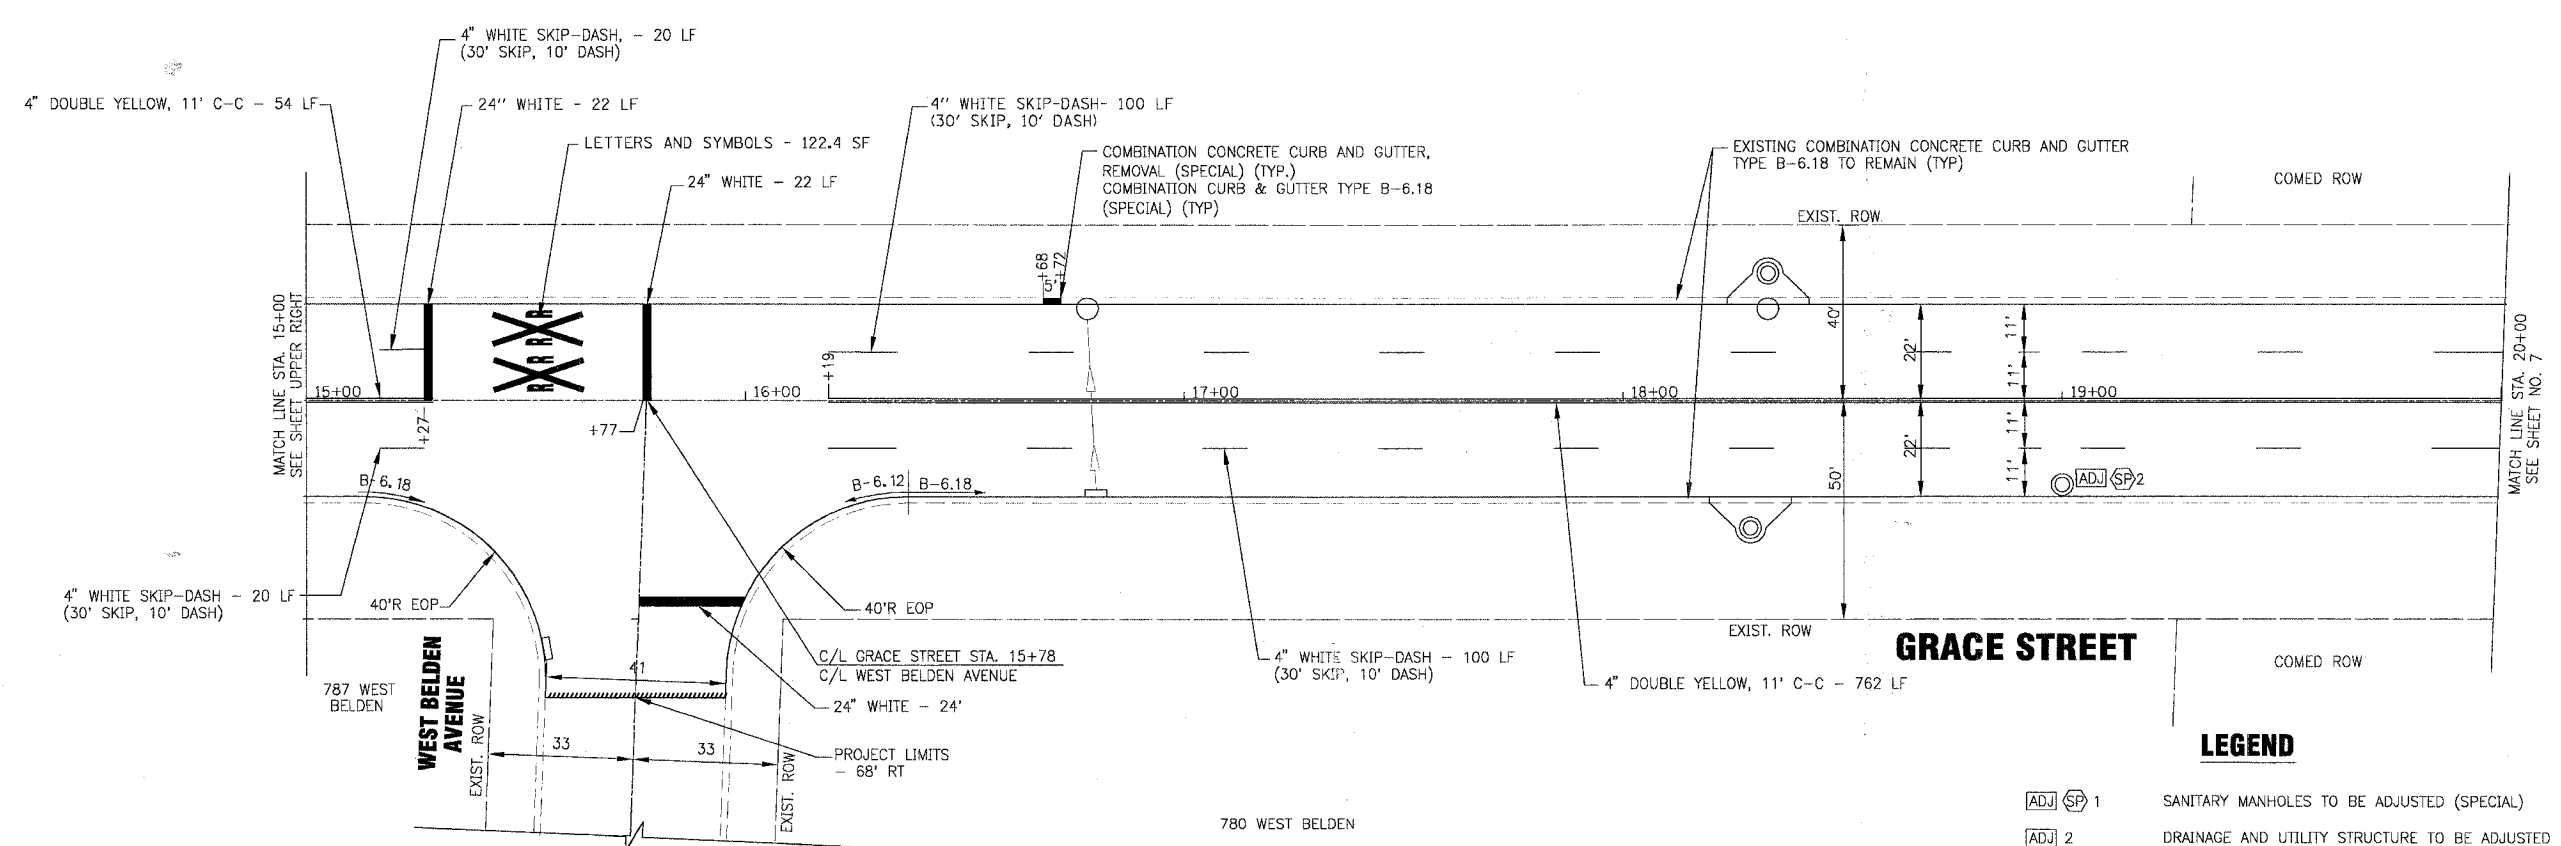 4" WHITE SKIP-DASH, - 20 LF
(30' SKIP, 10' DASH)
4" DOUBLE YELLOW, 11' C-C - 54 LF
24" WHITE - 22 LF
4" WHITE SKIP-DASH- 100 LF
(30' SKIP, 10' DASH)
LETTERS AND SYMBOLS - 122.4 SF
24" WHITE - 22 LF
COMBINATION CONCRETE CURB AND GUTTER,
REMOVAL (SPECIAL) (TYP.)
COMBINATION CURB & GUTTER TYPE B-6.18
(SPECIAL) (TYP)
EXISTING COMBINATION CONCRETE CURB AND GUTTER
TYPE B-6.18 TO REMAIN (TYP)
COMED ROW
EXIST. ROW
+68
5'
+72
MATCH LINE STA. 15+00
SEE SHEET UPPER RIGHT
R R
R R
15+00
+27
+77
16+00
+19
17+00
18+00
19+00
40'
50'
22'
22'
11'
11'
11'
11'
MATCH LINE STA. 20+00
SEE SHEET NO. 7
B-6.18
B-6.12
B-6.18
ADJ SP 2
4" WHITE SKIP-DASH - 20 LF
(30' SKIP, 10' DASH)
40'R EOP
40'R EOP
EXIST. ROW
GRACE STREET
COMED ROW
C/L GRACE STREET STA. 15+78
C/L WEST BELDEN AVENUE
4" WHITE SKIP-DASH - 100 LF
(30' SKIP, 10' DASH)
4" DOUBLE YELLOW, 11' C-C - 762 LF
41
787 WEST
BELDEN
WEST BELDEN
AVENUE
EXIST. ROW
24" WHITE - 24'
33
33
PROJECT LIMITS
- 68' RT
EXIST. ROW
780 WEST BELDEN
LEGEND
ADJ SP 1 SANITARY MANHOLES TO BE ADJUSTED (SPECIAL)
ADJ 2 DRAINAGE AND UTILITY STRUCTURE TO BE ADJUSTED